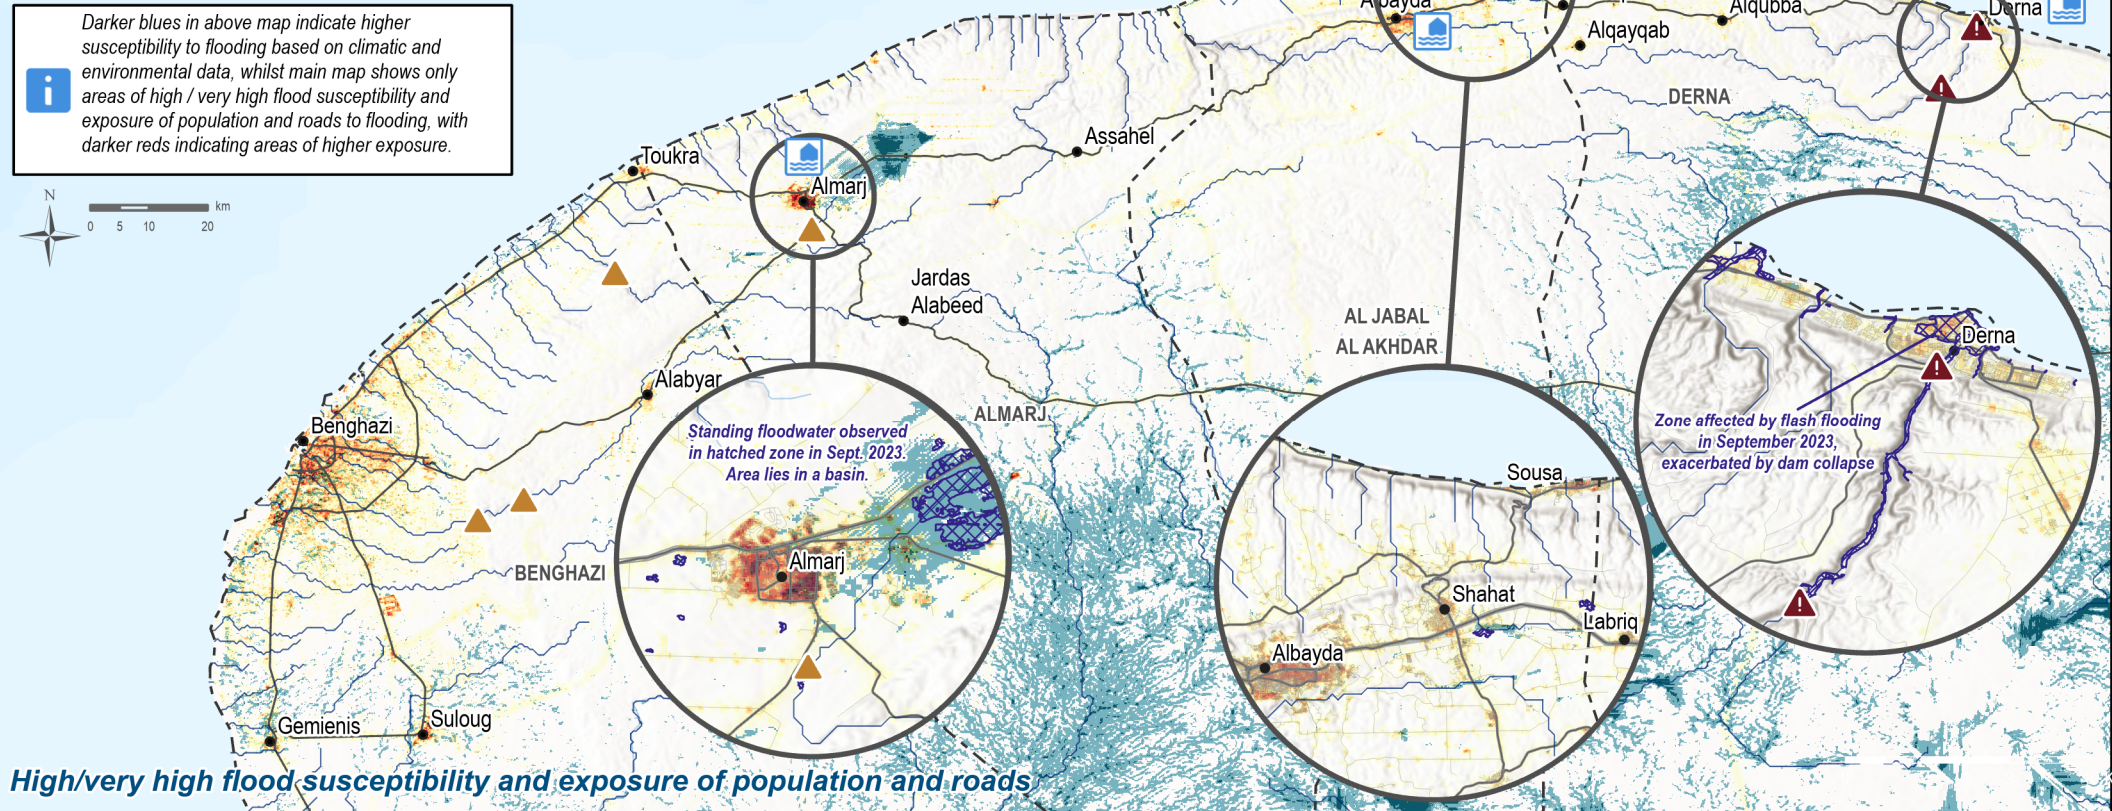 Darker blues in above map indicate higher
susceptibility to flooding based on climatic and
environmental data, whilst main map shows only
areas of high / very high flood susceptibility and
exposure of population and roads to flooding, with
darker reds indicating areas of higher exposure.
i
N
km
0 5 10 20
Albayda
Alqubba
Derna
Alqayqab
DERNA
Assahel
Toukra
Almarj
Jardas
Alabeed
AL JABAL
AL AKHDAR
Alabyar
ALMARJ
Benghazi
BENGHAZI
Gemienis
Suloug
Standing floodwater observed
in hatched zone in Sept. 2023.
Area lies in a basin.
Almarj
Sousa
Shahat
Labriq
Albayda
Derna
Zone affected by flash flooding
in September 2023,
exacerbated by dam collapse
High/very high flood susceptibility and exposure of population and roads